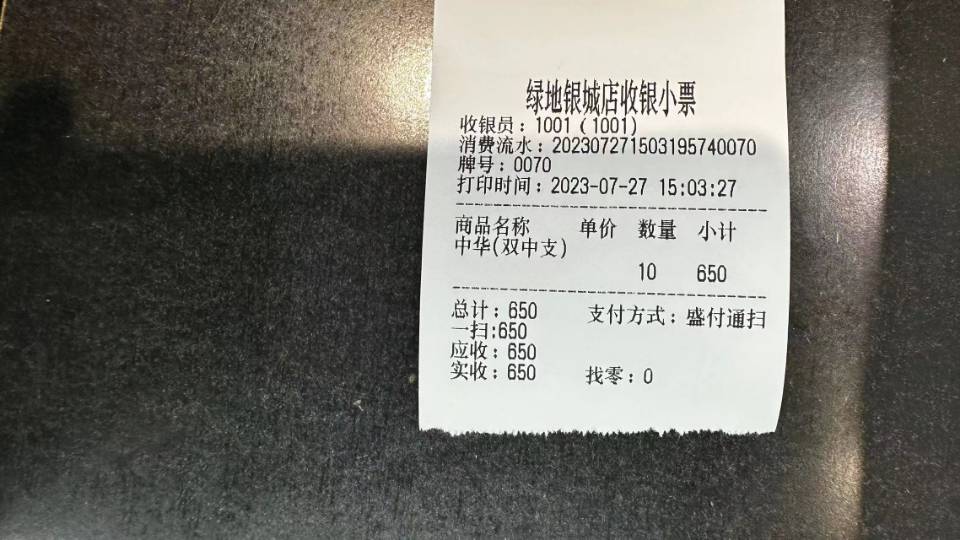 绿地银城店收银小票
收银员：1001（1001）
消费流水：202307271503195740070
牌号：0070
打印时间：2023-07-27 15:03:27
商品名称 单价 数量 小计
中华(双中支)
10 650
总计：650 支付方式：盛付通扫
一扫:650
应收：650
实收：650 找零：0